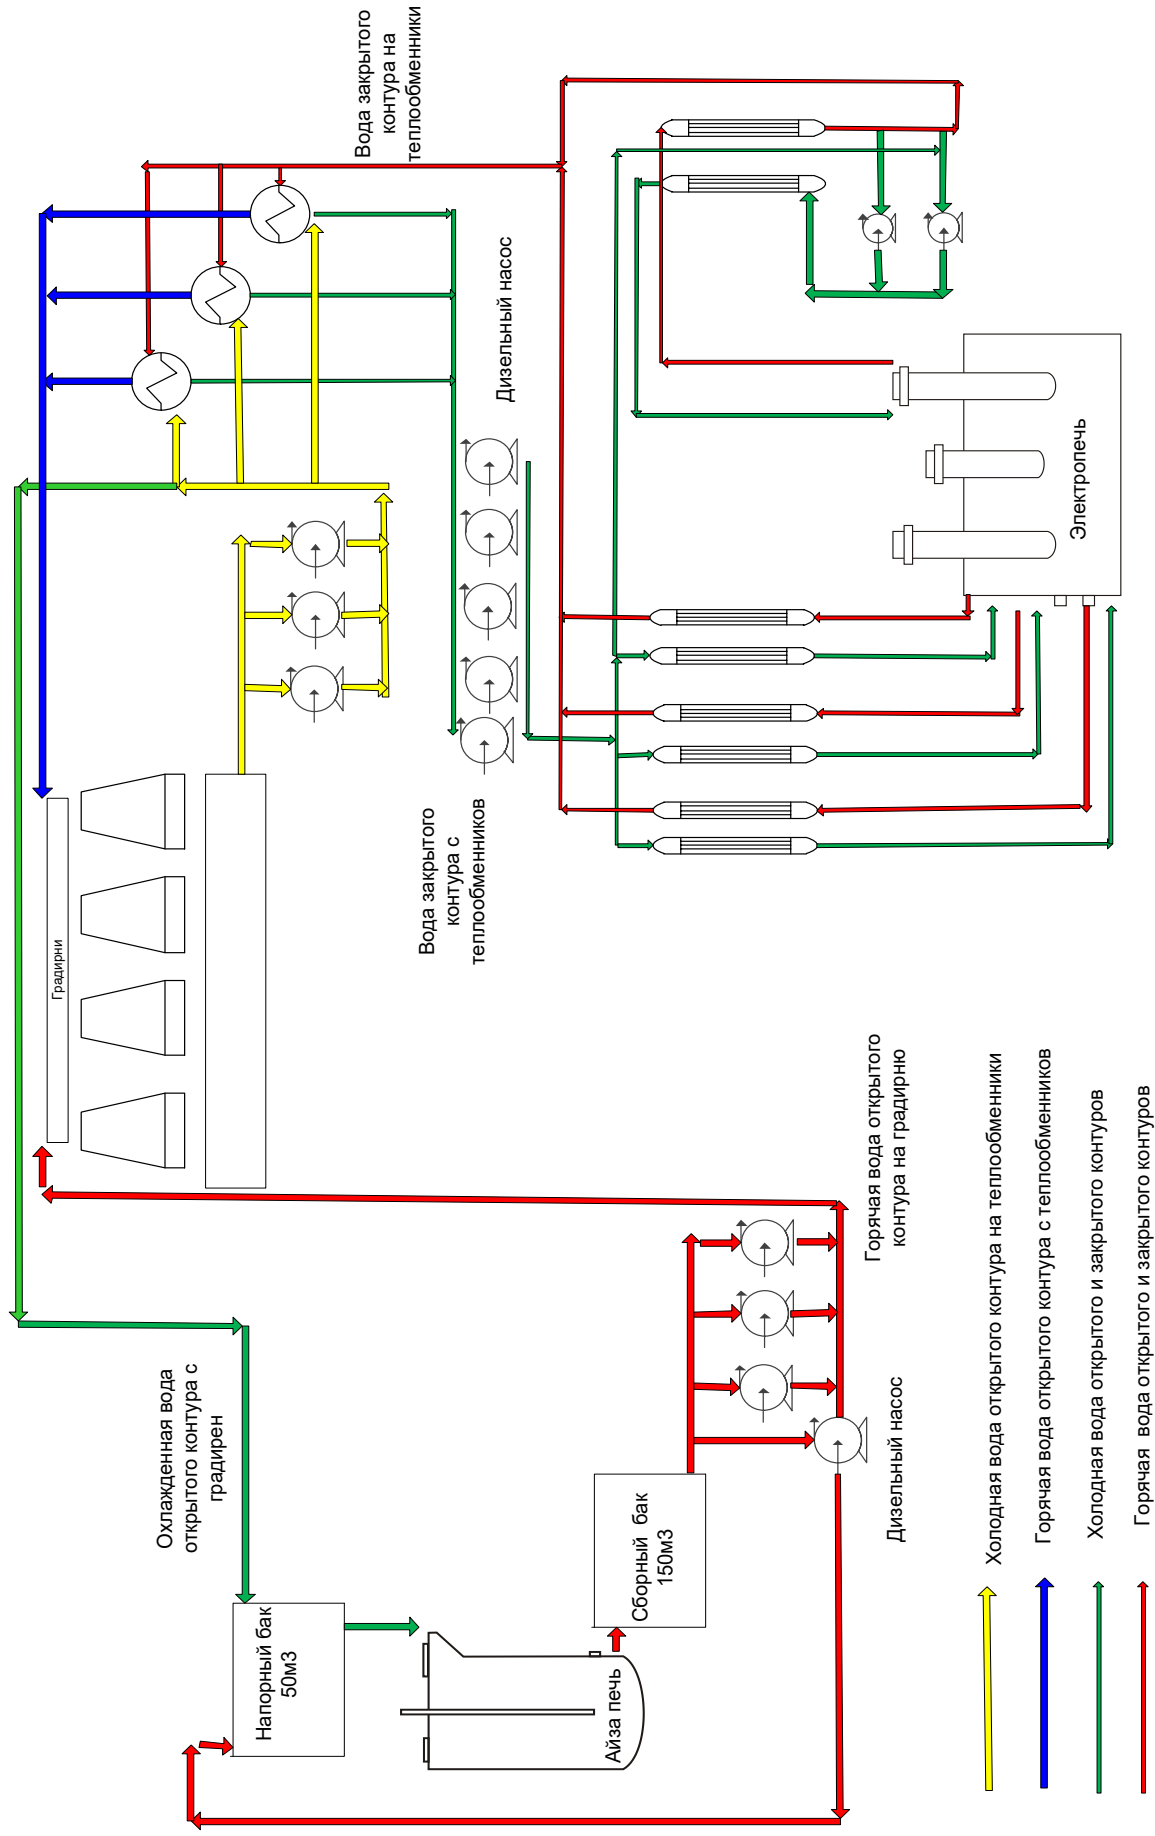 Вода закрытого
контура на
теплообменники
Дизельный насос
Электропечь
Градирни
Вода закрытого
контура с
теплообменников
Охлажденная вода
открытого контура с
градирен
Горячая вода открытого
контура на градирню
Напорный бак
50м3
Сборный  бак
150м3
Айза печь
Дизельный насос
Холодная вода открытого контура на теплообменники
Горячая вода открытого контура с теплообменников
Холодная вода открытого и закрытого контуров
Горячая  вода открытого и закрытого контуров